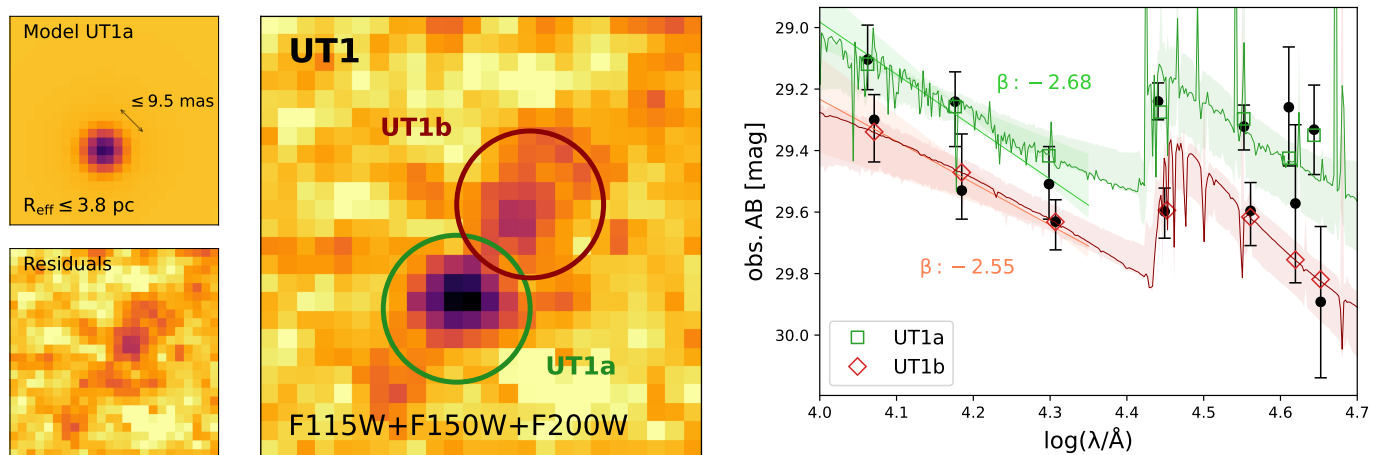 Model UT1a
≤ 9.5 mas
R_eff ≤ 3.8 pc
Residuals
UT1
UT1b
UT1a
F115W+F150W+F200W
obs. AB [mag]
29.0
29.2
29.4
29.6
29.8
30.0
β: −2.68
β: −2.55
UT1a
UT1b
4.0 4.1 4.2 4.3 4.4 4.5 4.6 4.7
log(λ/Å)